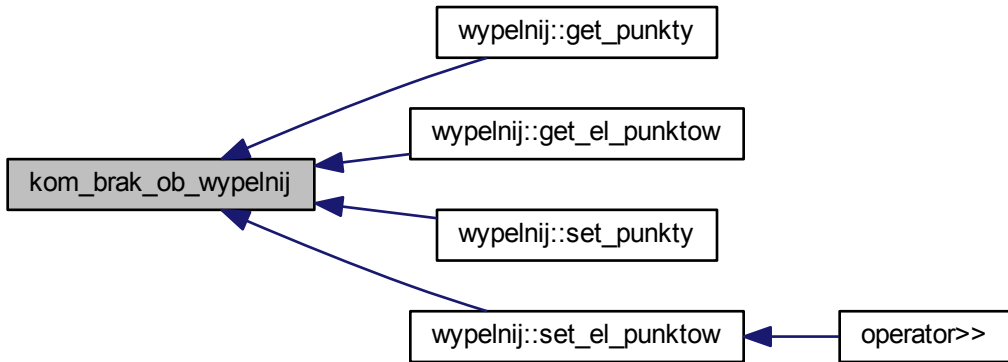 wypelnij::get_punkty
wypelnij::get_el_punktow
kom_brak_ob_wypelnij
wypelnij::set_punkty
wypelnij::set_el_punktow
operator>>